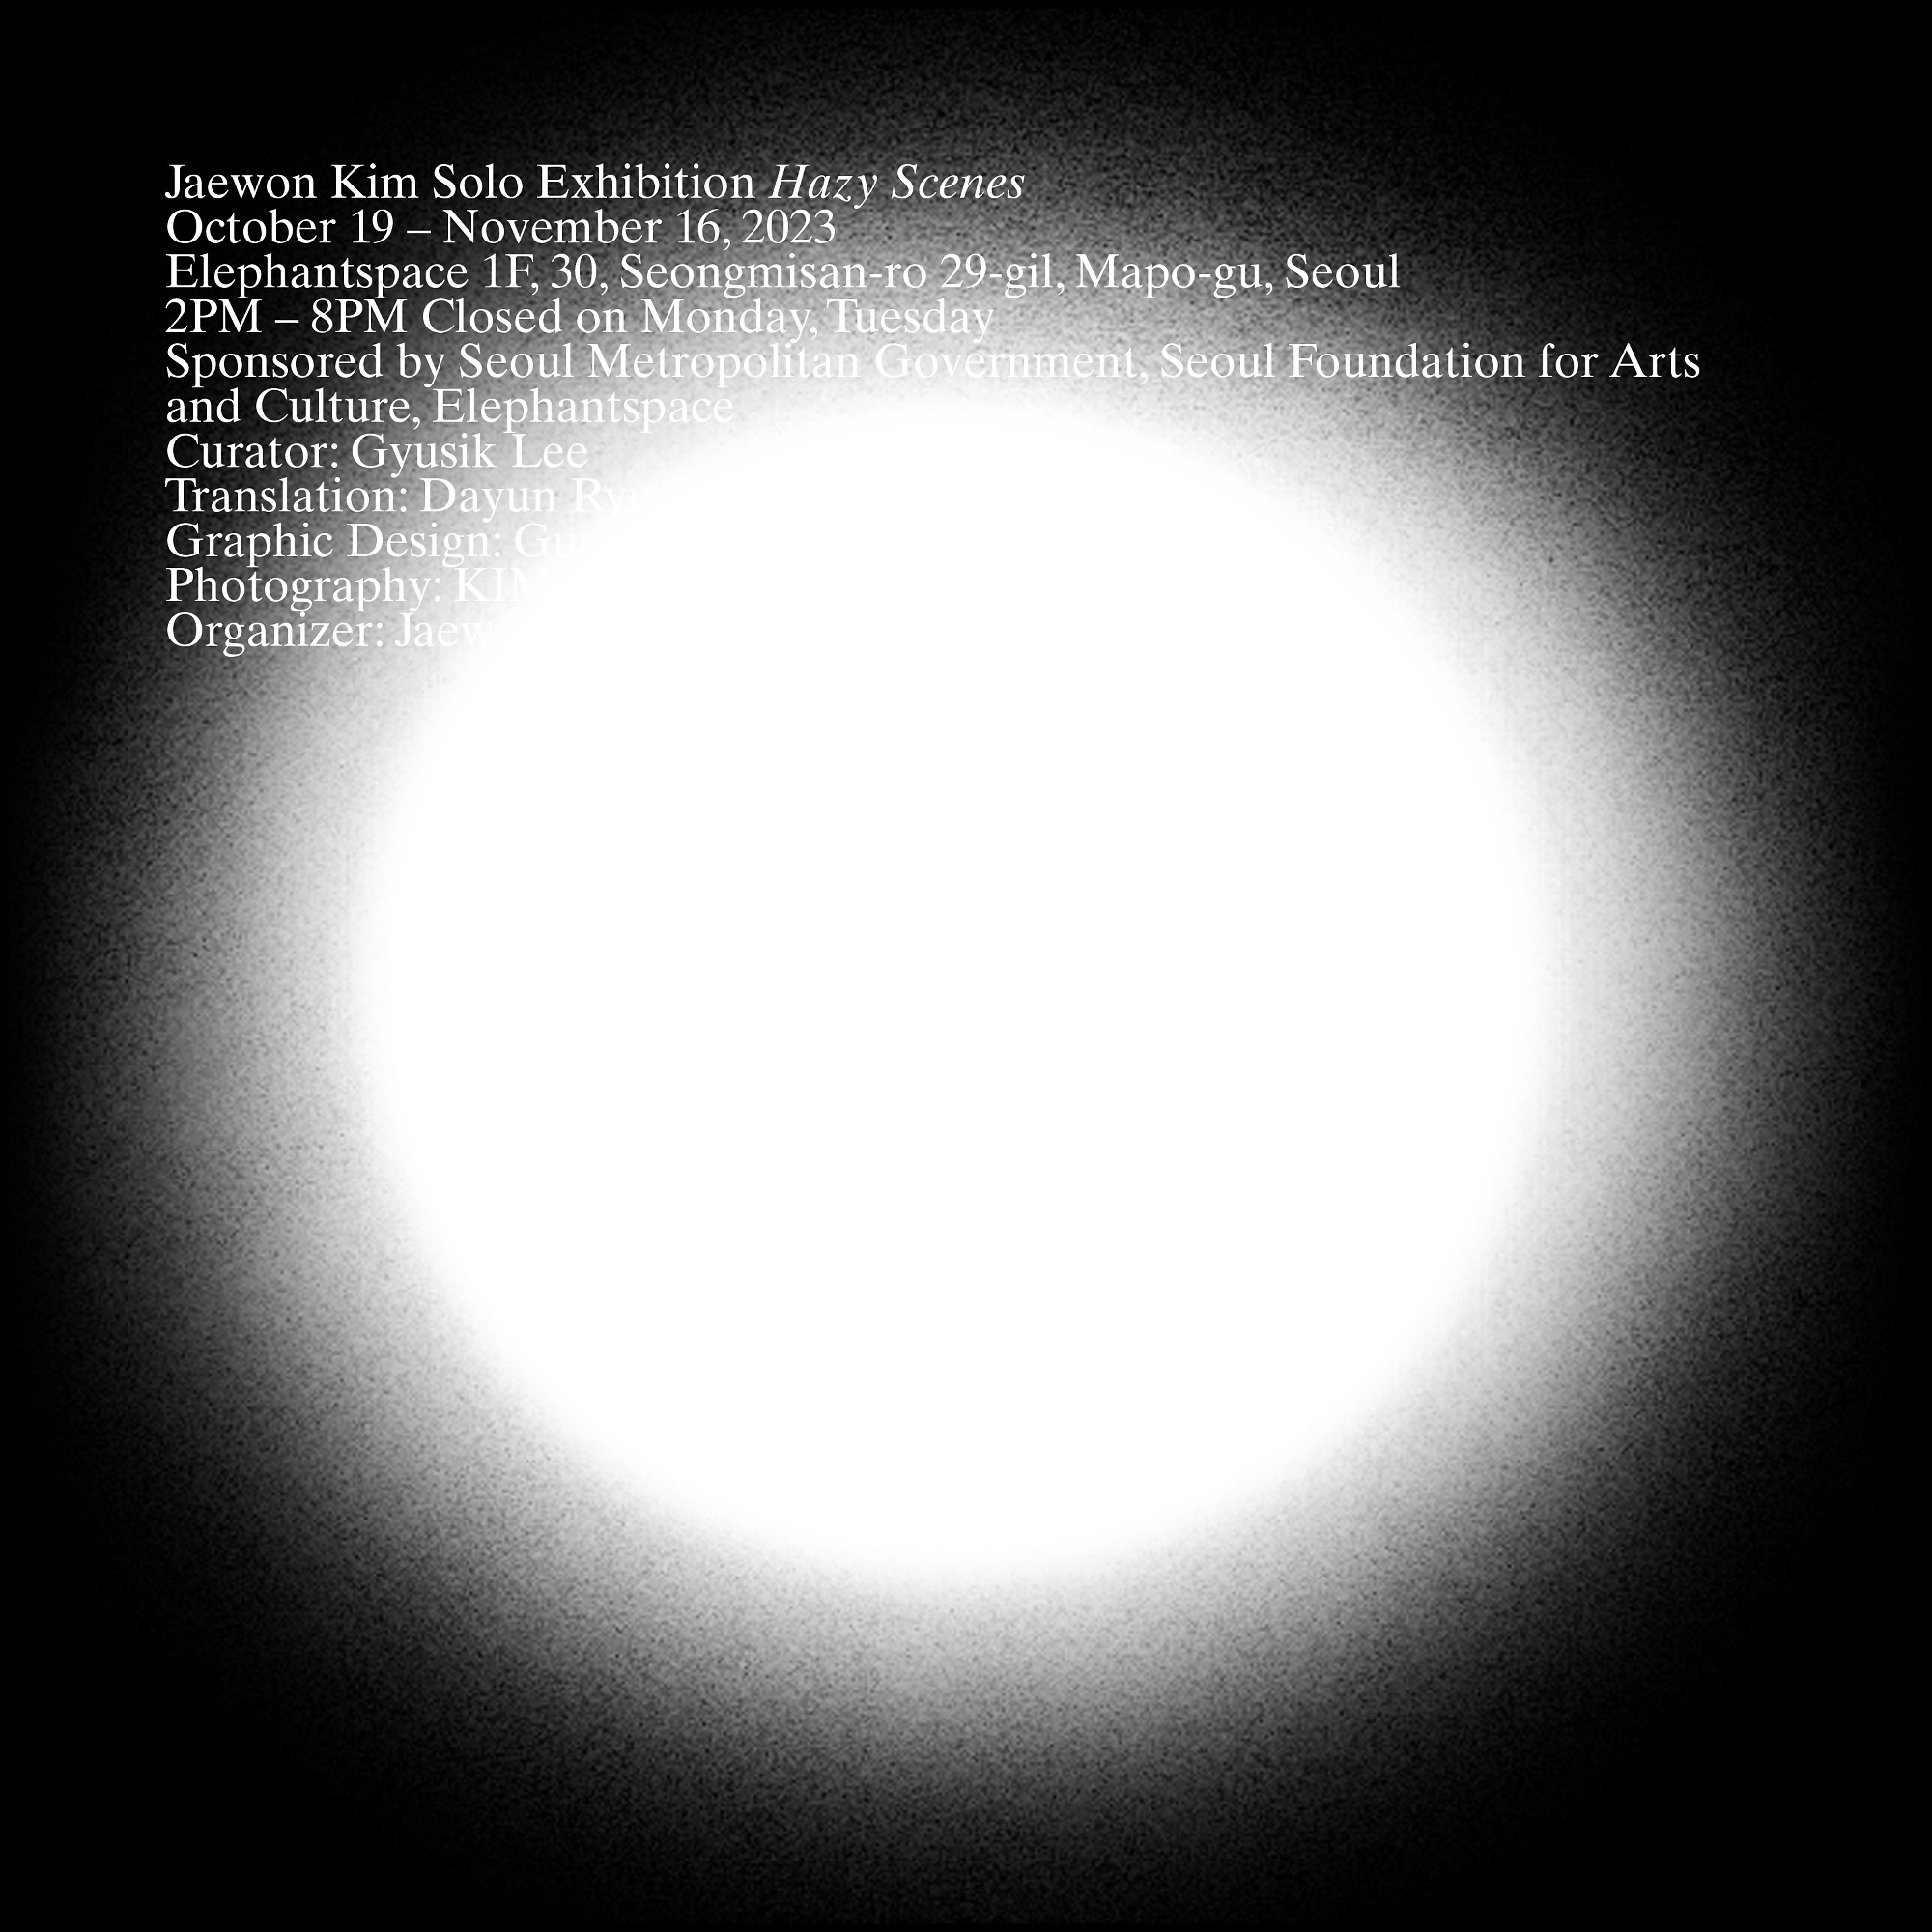 Jaewon Kim Solo Exhibition Hazy Scenes
October 19 – November 16, 2023
Elephantspace 1F, 30, Seongmisan-ro 29-gil, Mapo-gu, Seoul
2PM – 8PM Closed on Monday, Tuesday
Sponsored by Seoul Metropolitan Government, Seoul Foundation for Arts
and Culture, Elephantspace
Curator: Gyusik Lee
Translation: Dayun
Graphic Design:
Photography:
Organizer: